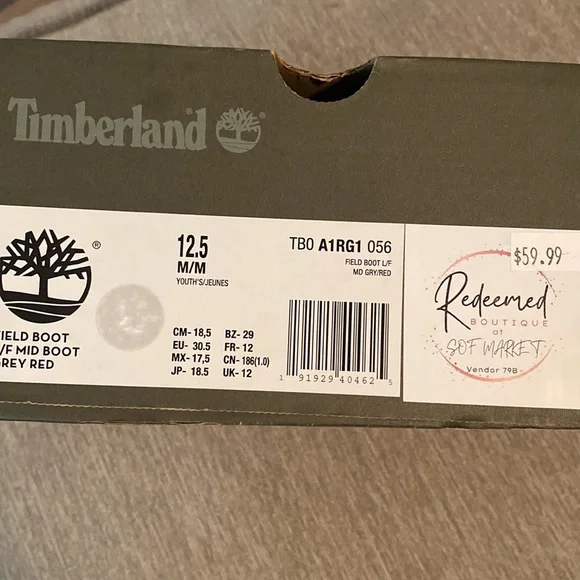 Timberland
®
12.5
M/M
YOUTH'S/JEUNES
CM- 18,5 BZ- 29
EU- 30.5 FR- 12
MX- 17,5 CN- 186(1.0)
JP- 18.5 UK- 12
FIELD BOOT
/F MID BOOT
GREY RED
TB0 A1RG1 056
FIELD BOOT L/F
MD GRY/RED
1 91929 40462 5
$59.99
Redeemed
BOUTIQUE
at
SOF MARKET
Vendor 79B